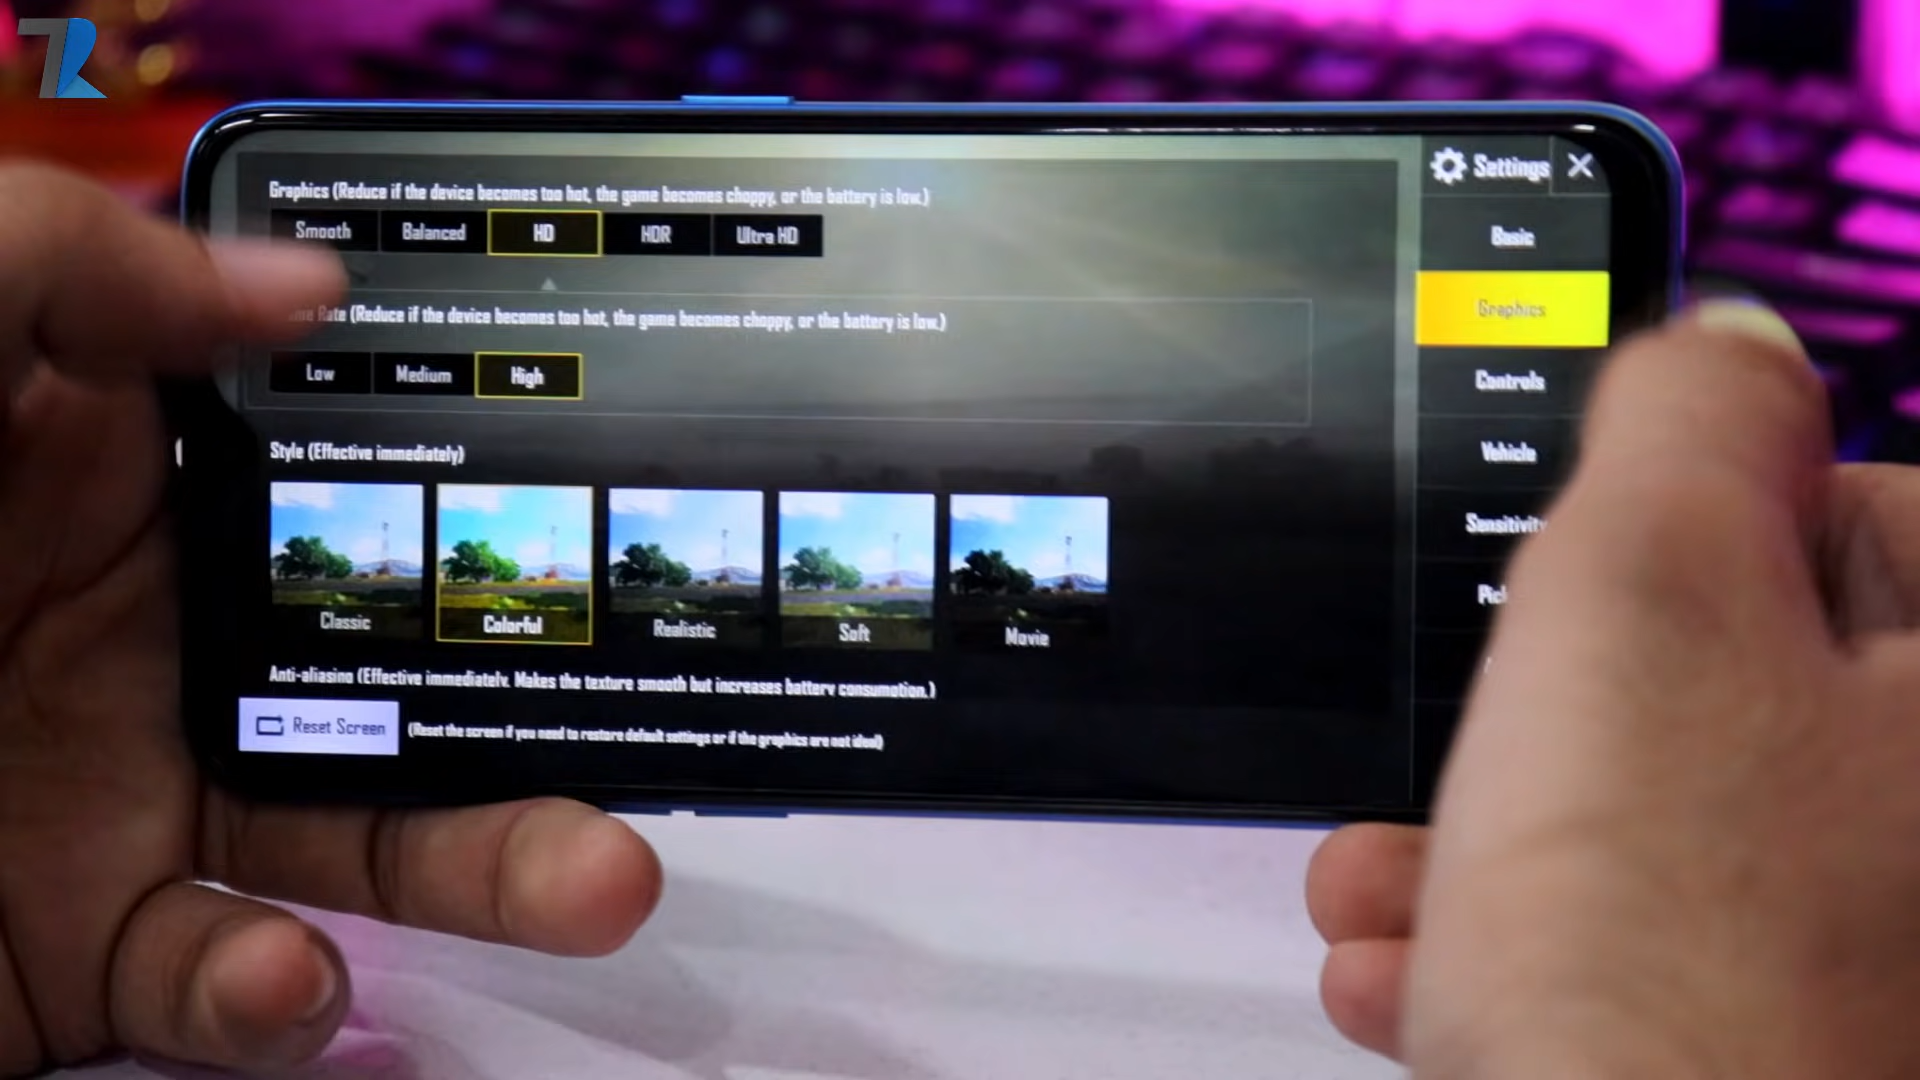 Settings
Graphics (Reduce if the device becomes too hot, the game becomes choppy, or the battery is low.)
Smooth Balanced HD HDR Ultra HD
Rate (Reduce if the device becomes too hot, the game becomes choppy, or the battery is low.)
Low Medium High
Style (Effective immediately)
Classic Colorful Realistic Soft Movie
Anti-aliasing (Effective immediately. Makes the texture smooth but increases battery consumption.)
Reset Screen (Reset the screen if you need to restore default settings or if the graphics are not ideal)
Basic
Graphics
Controls
Vehicle
Sensitivity